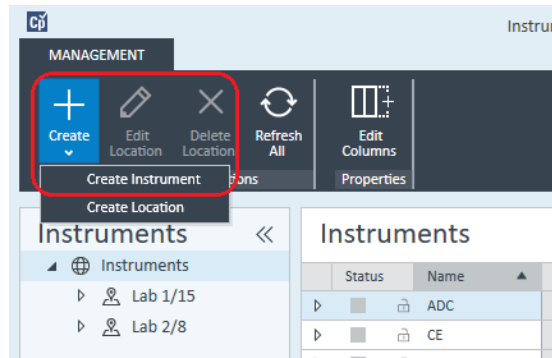 Cp
Instru
MANAGEMENT
Create Edit Location Delete Location Refresh All Edit Columns
Create Instrument
Properties
Create Location
Instruments
Instruments
Lab 1/15
Lab 2/8
Instruments
Status Name
ADC
CE